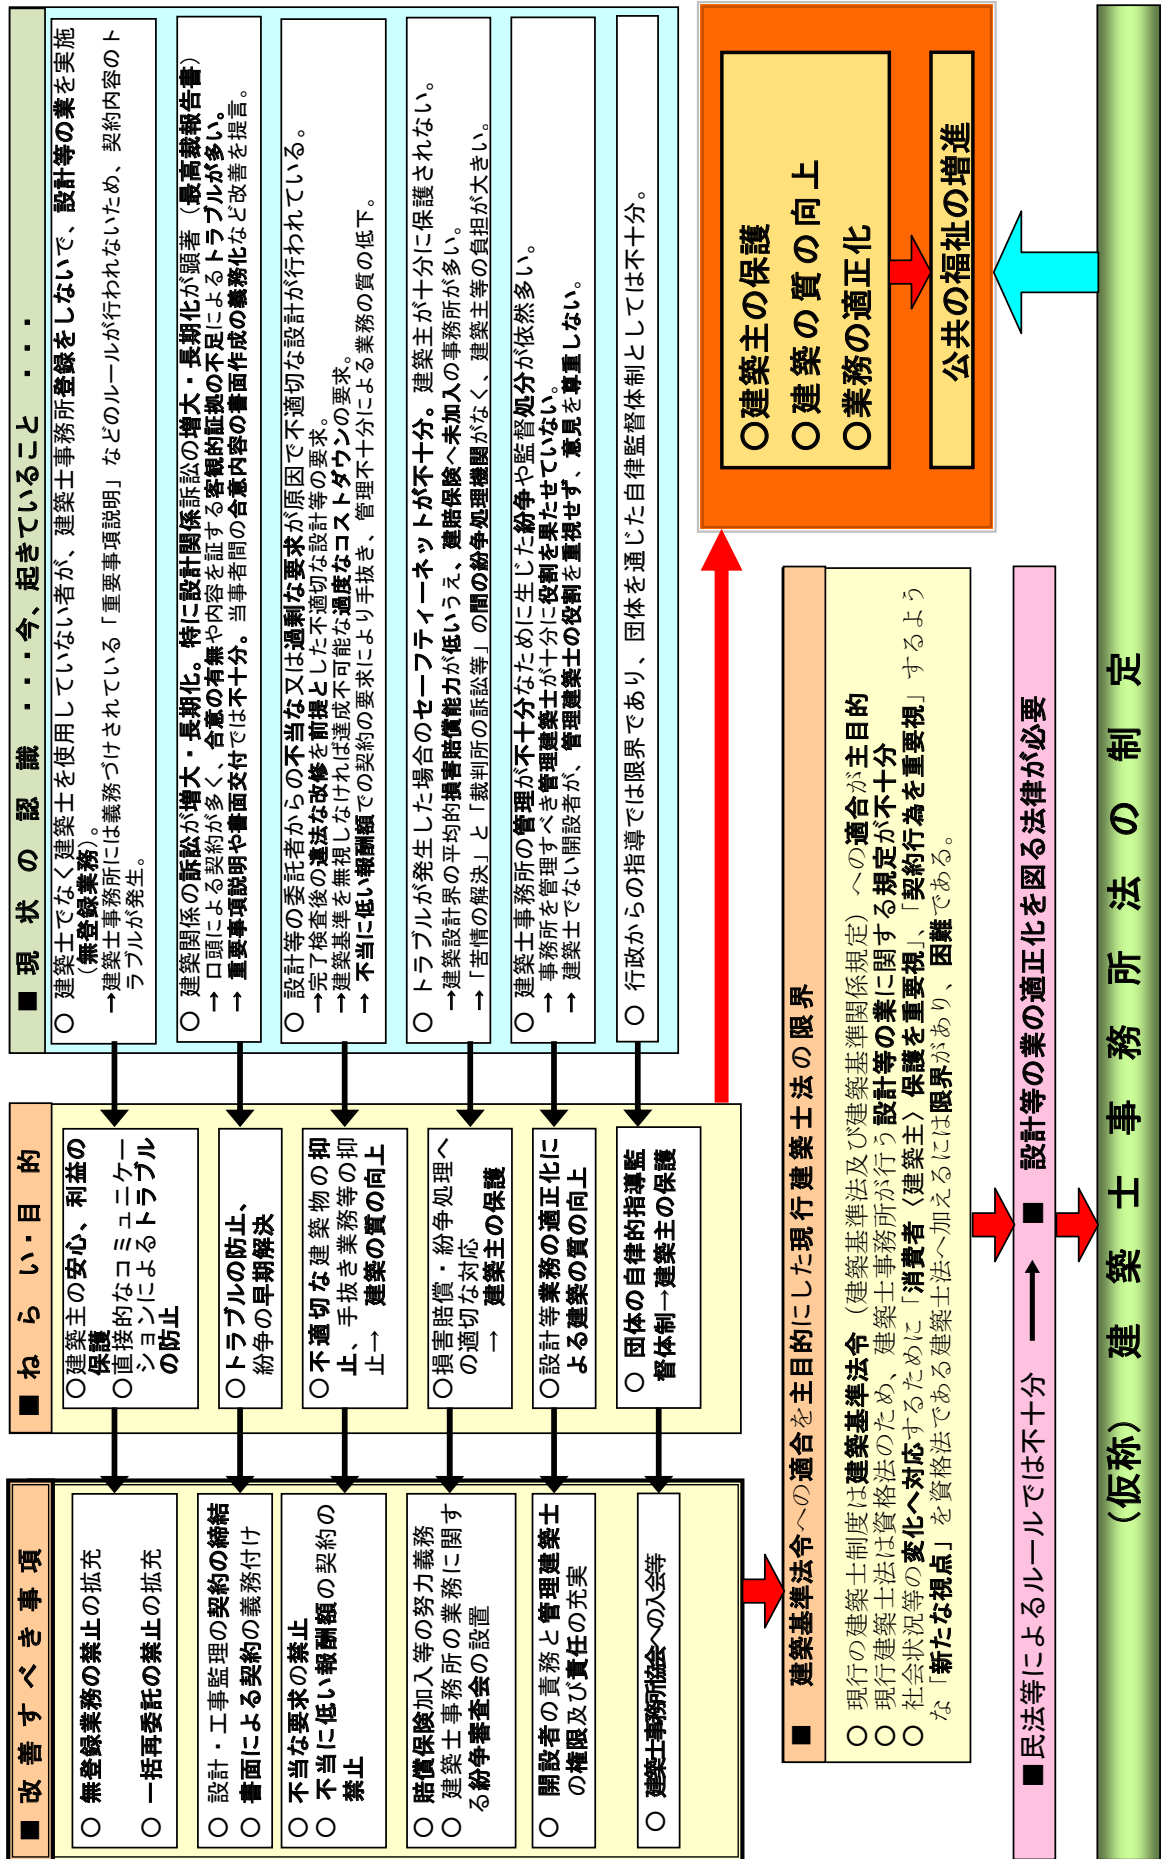 ■ 現 状 の 認 識 ・・・今、起きていること ・・・・
○ 建築士でなく建築士を使用していない者が、建築士事務所登録をしないで、設計等の業を実施
（無登録業務）。
→建築士事務所には義務づけされている「重要事項説明」などのルールが行われないため、契約内容のト
ラブルが発生。
○ 建築関係の訴訟が増大・長期化。特に設計関係訴訟の増大・長期化が顕著（最高裁報告書）
→ 口頭による契約が多く、合意の有無や内容を証する客観的証拠の不足によるトラブルが多い。
→ 重要事項説明や書面交付では不十分。当事者間の合意内容の書面作成の義務化など改善を提言。
○ 設計等の委託者からの不当な又は過剰な要求が原因で不適切な設計が行われている。
→完了検査後の違法な改修を前提とした不適切な設計等の要求。
→建築基準を無視しなければ達成不可能な過度なコストダウンの要求。
→ 不当に低い報酬額での契約の要求により手抜き、管理不十分による業務の質の低下。
○ トラブルが発生した場合のセーフティーネットが不十分。建築主が十分に保護されない。
→建築設計界の平均的損害賠償能力が低いうえ、建賠保険へ未加入の事務所が多い。
→「苦情の解決」と「裁判所の訴訟等」の間の紛争処理機関がなく、建築主等の負担が大きい。
○ 建築士事務所の管理が不十分なために生じた紛争や監督処分が依然多い。
→ 事務所を管理すべき管理建築士が十分に役割を果たせていない。
→ 建築士でない開設者が、管理建築士の役割を重視せず、意見を尊重しない。
○ 行政からの指導では限界であり、団体を通じた自律監督体制としては不十分。
■ ね ら い・目 的
○建築主の安心、利益の
保護
○直接的なコミュニケー
ションによるトラブル
の防止
○トラブルの防止、
紛争の早期解決
○不適切な建築物の抑
止、手抜き業務等の抑
止→ 建築の質の向上
○損害賠償・紛争処理へ
の適切な対応
→ 建築主の保護
○設計等業務の適正化に
よる建築の質の向上
○ 団体の自律的指導監
督体制→建築主の保護
■ 改 善 す べ き 事 項
○ 無登録業務の禁止の拡充
○ 一括再委託の禁止の拡充
○ 設計・工事監理の契約の締結
○ 書面による契約の義務付け
○ 不当な要求の禁止
○ 不当に低い報酬額の契約の
禁止
○ 賠償保険加入等の努力義務
○ 建築士事務所の業務に関す
る紛争審査会の設置
○ 開設者の責務と管理建築士
の権限及び責任の充実
○ 建築士事務所協会への入会等
○建築主の保護
○ 建築の質の向上
○業務の適正化
公共の福祉の増進
■ 建築基準法令への適合を主目的にした現行建築士法の限界
○ 現行の建築士制度は建築基準法令（建築基準法及び建築基準関係規定）への適合が主目的
○ 現行建築士法は資格法のため、建築士事務所が行う設計等の業に関する規定が不十分
○ 社会状況等の変化へ対応するために「消費者〈建築主〉保護を重要視」、「契約行為を重要視」するよう
な「新たな視点」を資格法である建築士法へ加えるには限界があり、困難である。
■民法等によるルールでは不十分 → ■ 設計等の業の適正化を図る法律が必要
（仮称） 建 築 士 事 務 所 法 の 制 定